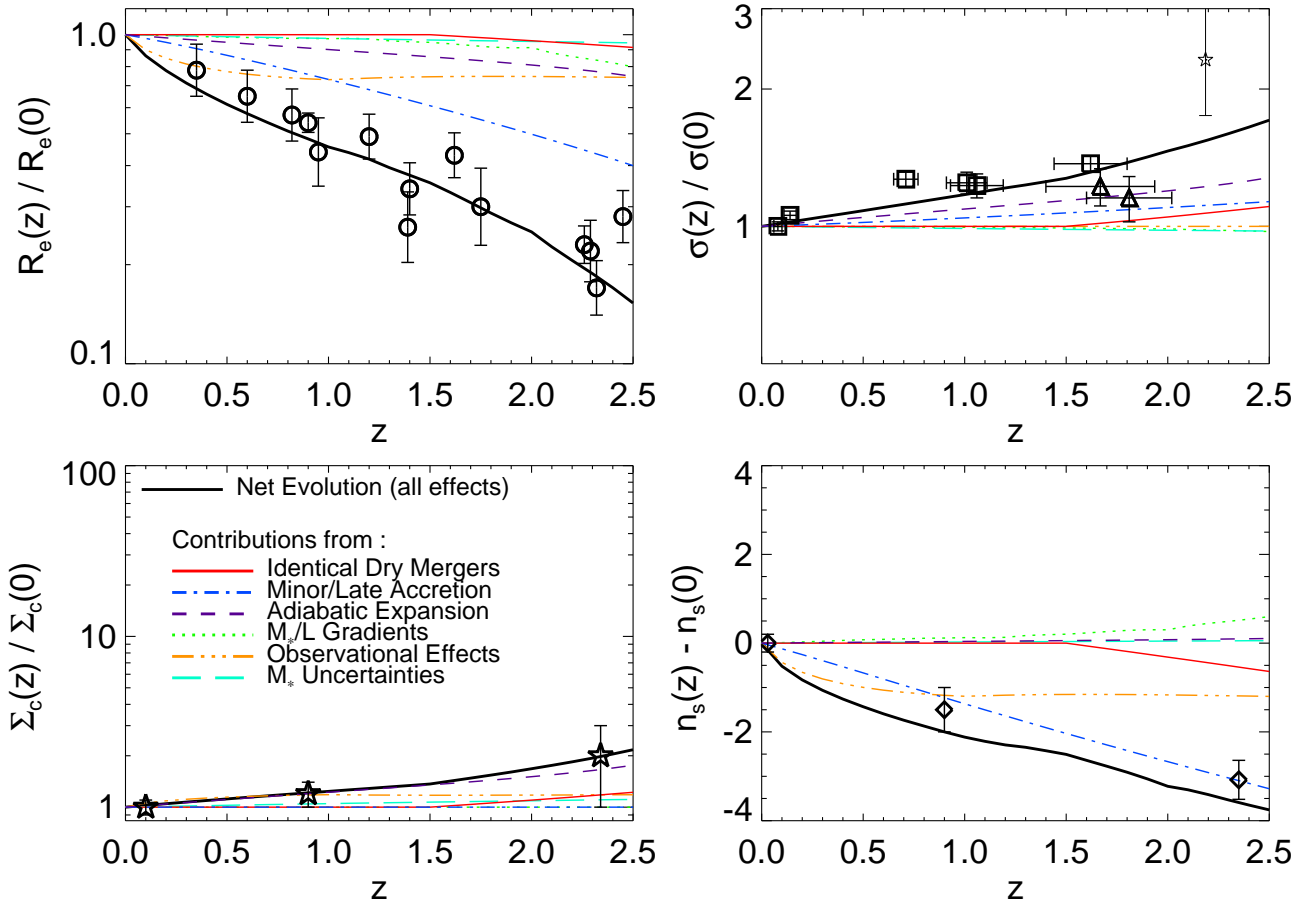 1.0
0.1
R_e(z) / R_e(0)
0.0 0.5 1.0 1.5 2.0 2.5
z
3
2
1
σ(z) / σ(0)
0.0 0.5 1.0 1.5 2.0 2.5
z
100
10
1
Σ_c(z) / Σ_c(0)
Net Evolution (all effects)
Contributions from :
Identical Dry Mergers
Minor/Late Accretion
Adiabatic Expansion
M_*/L Gradients
Observational Effects
M_* Uncertainties
0.0 0.5 1.0 1.5 2.0 2.5
z
4
2
0
-2
-4
n_s(z) - n_s(0)
0.0 0.5 1.0 1.5 2.0 2.5
z